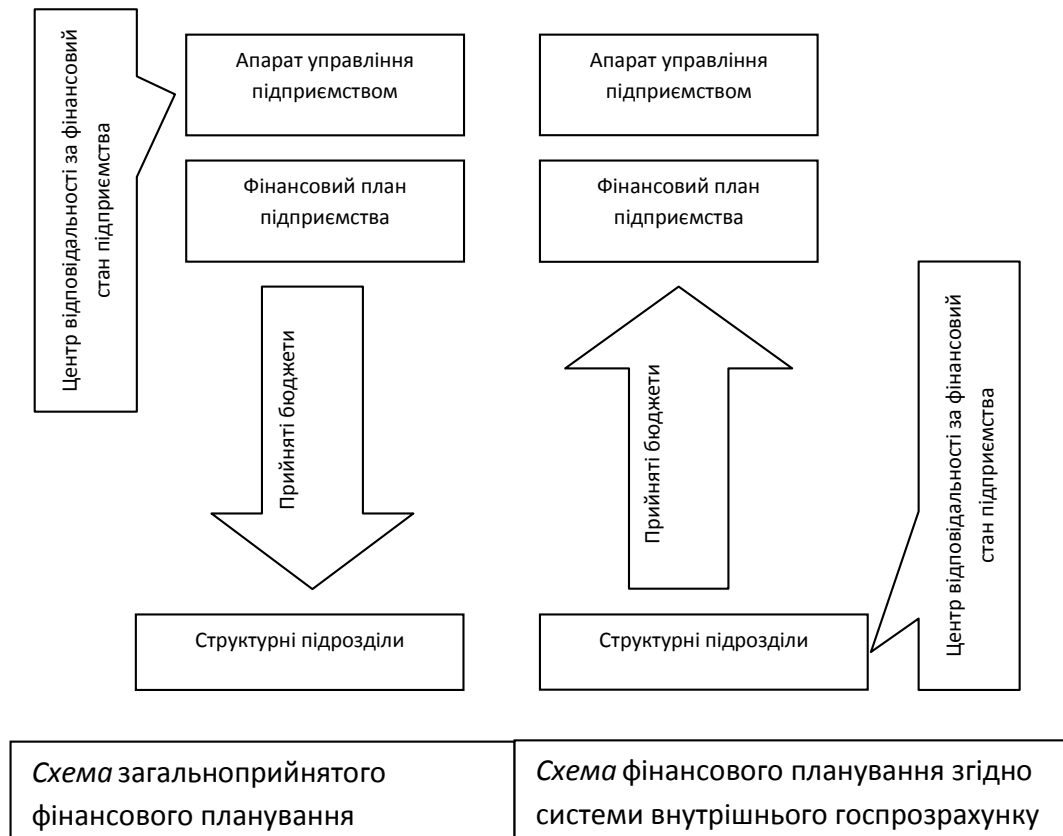 Центр відповідальності за фінансовий
стан підприємства
Апарат управління
підприємством
Фінансовий план
підприємства
Прийняті бюджети
Структурні підрозділи
Апарат управління
підприємством
Фінансовий план
підприємства
Прийняті бюджети
Структурні підрозділи
Центр відповідальності за фінансовий
стан підприємства
Схема загальноприйнятого
фінансового планування
Схема фінансового планування згідно
системи внутрішнього госпрозрахунку